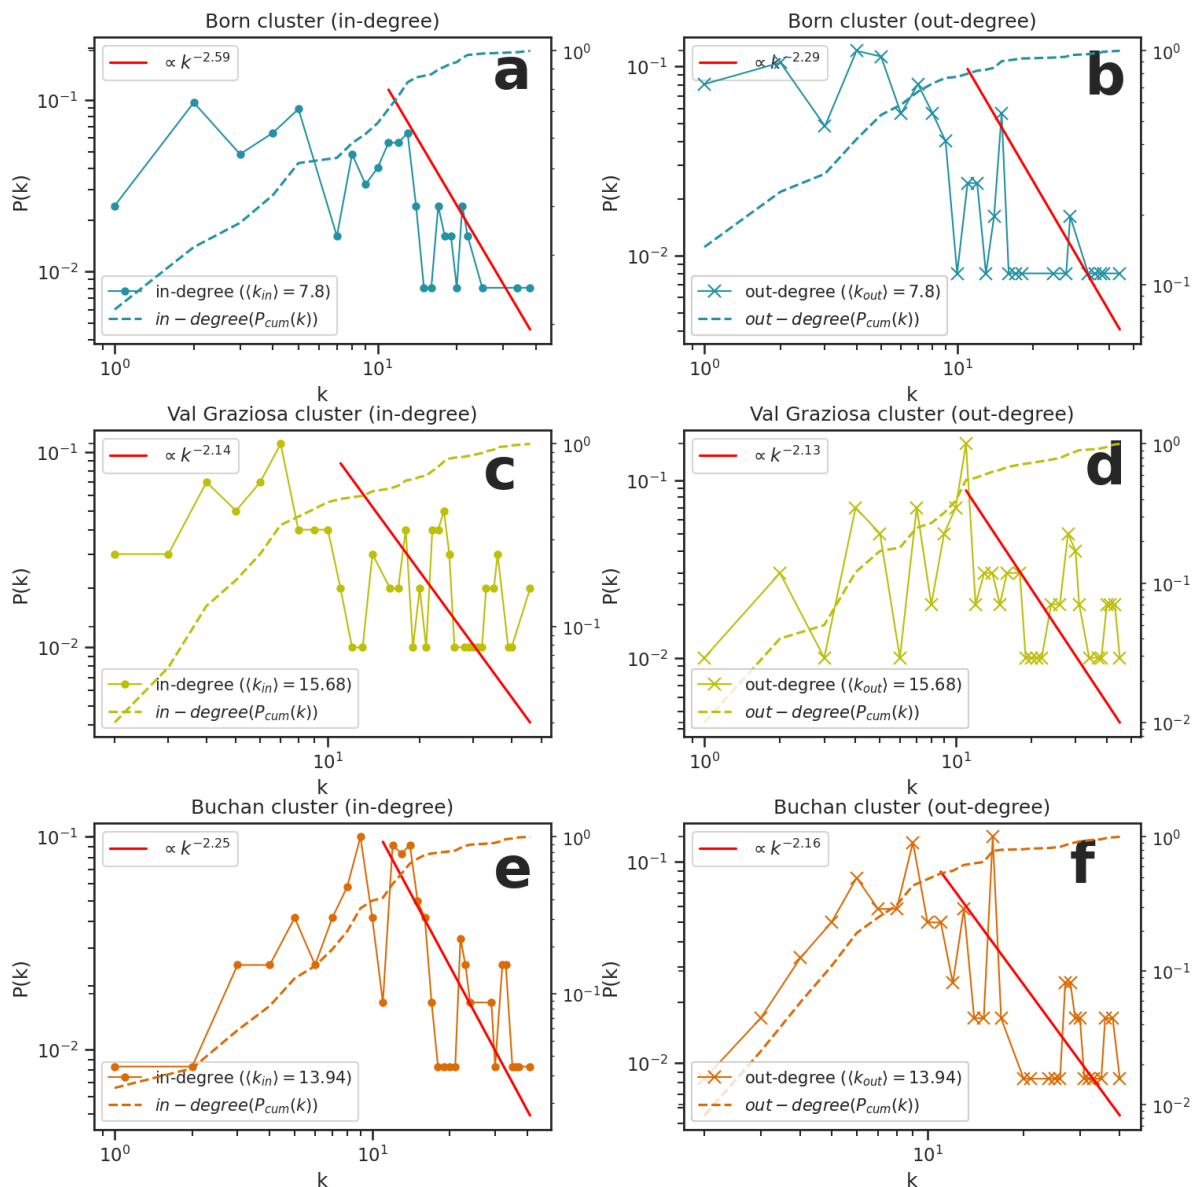 Born cluster (in-degree)
∝ k^−2.59
a
10^−1
10^−2
10^0
10^−1
P(k)
in-degree (⟨k_in⟩ = 7.8)
in − degree(P_cum(k))
10^0
10^1
k
Born cluster (out-degree)
∝ k^−2.29
b
10^−1
10^−2
10^0
10^−1
P(k)
out-degree (⟨k_out⟩ = 7.8)
out − degree(P_cum(k))
10^0
10^1
k
Val Graziosa cluster (in-degree)
∝ k^−2.14
c
10^−1
10^−2
10^0
10^−1
P(k)
in-degree (⟨k_in⟩ = 15.68)
in − degree(P_cum(k))
10^1
k
Val Graziosa cluster (out-degree)
∝ k^−2.13
d
10^−1
10^−2
10^0
10^−1
10^−2
P(k)
out-degree (⟨k_out⟩ = 15.68)
out − degree(P_cum(k))
10^0
10^1
k
Buchan cluster (in-degree)
∝ k^−2.25
e
10^−1
10^−2
10^0
10^−1
P(k)
in-degree (⟨k_in⟩ = 13.94)
in − degree(P_cum(k))
10^0
10^1
k
Buchan cluster (out-degree)
∝ k^−2.16
f
10^−1
10^−2
10^0
10^−1
10^−2
P(k)
out-degree (⟨k_out⟩ = 13.94)
out − degree(P_cum(k))
10^1
k